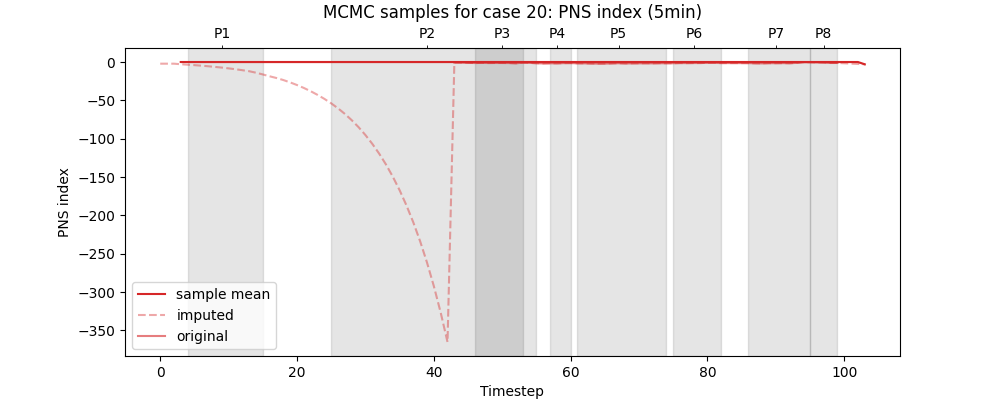 MCMC samples for case 20: PNS index (5min)
P1 P2 P3 P4 P5 P6 P7 P8
0
−50
−100
−150
−200
−250
−300
−350
PNS index
sample mean
imputed
original
0 20 40 60 80 100
Timestep